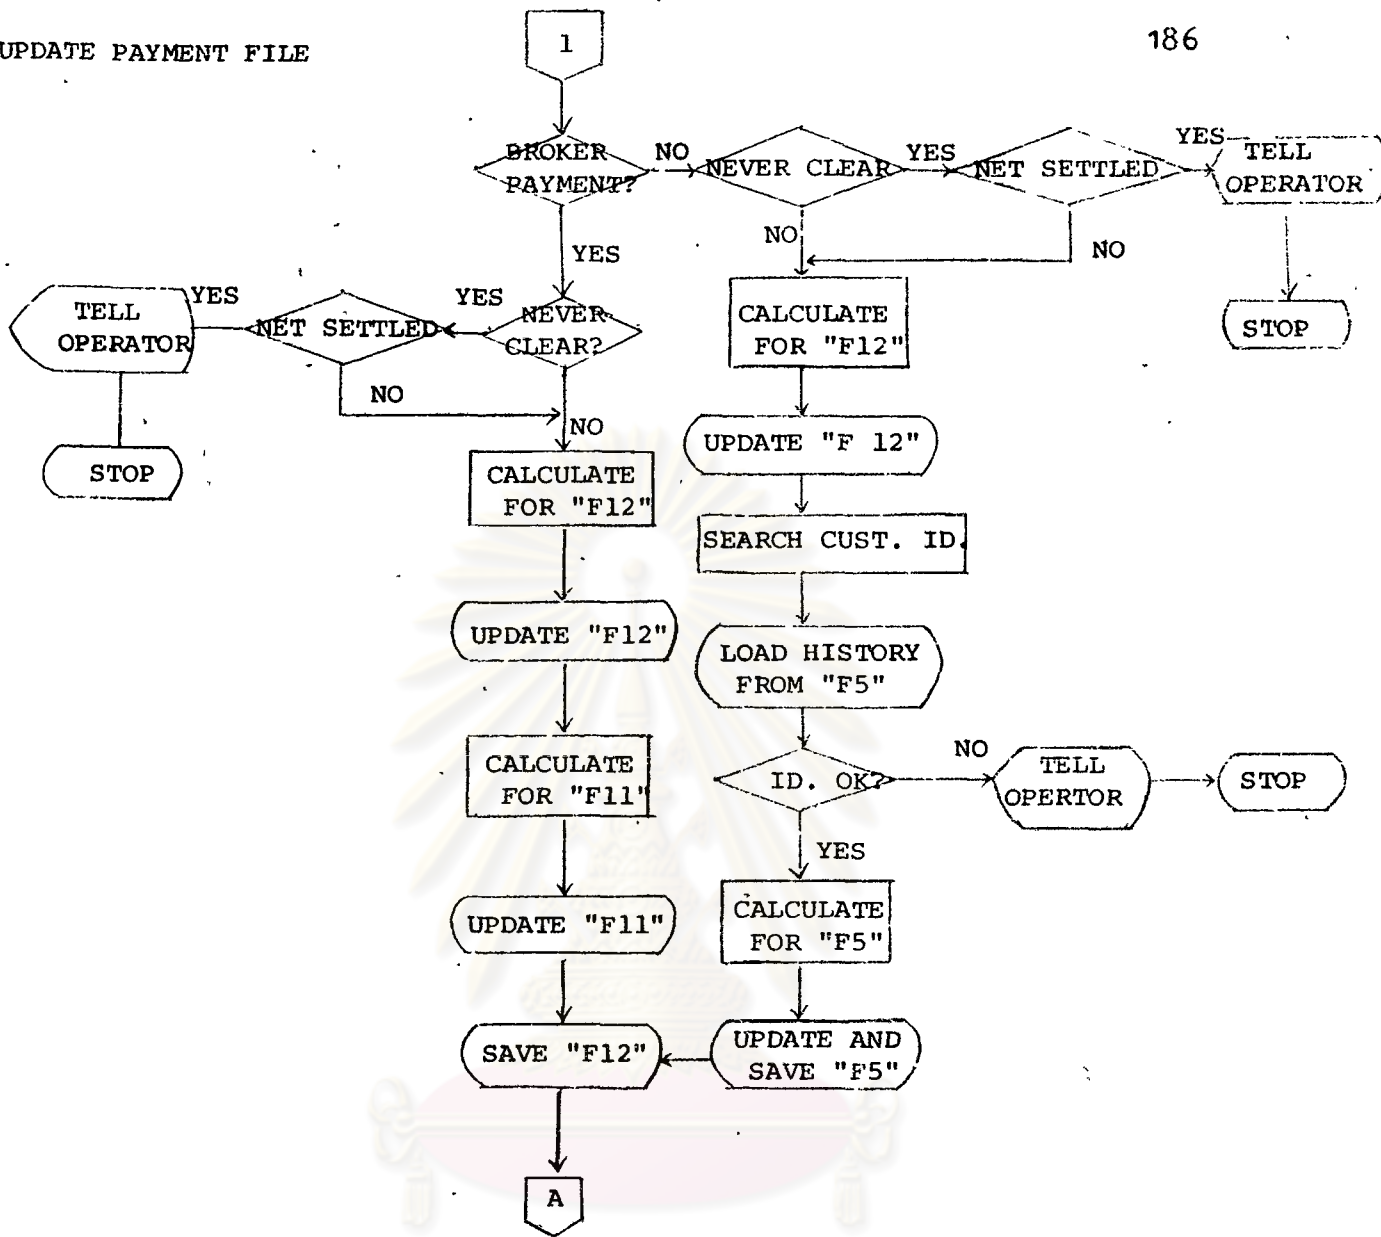 UPDATE PAYMENT FILE
186
1
BROKER
PAYMENT?
NO
NEVER CLEAR
YES
NET SETTLED
YES
TELL
OPERATOR
NO
NO
STOP
YES
NEVER
CLEAR?
YES
NET SETTLED
YES
TELL
OPERATOR
NO
NO
STOP
CALCULATE
FOR "F12"
UPDATE "F12"
CALCULATE
FOR "F11"
UPDATE "F11"
SAVE "F12"
A
CALCULATE
FOR "F12"
UPDATE "F 12"
SEARCH CUST. ID.
LOAD HISTORY
FROM "F5"
ID. OK?
NO
TELL
OPERTOR
STOP
YES
CALCULATE
FOR "F5"
UPDATE AND
SAVE "F5"